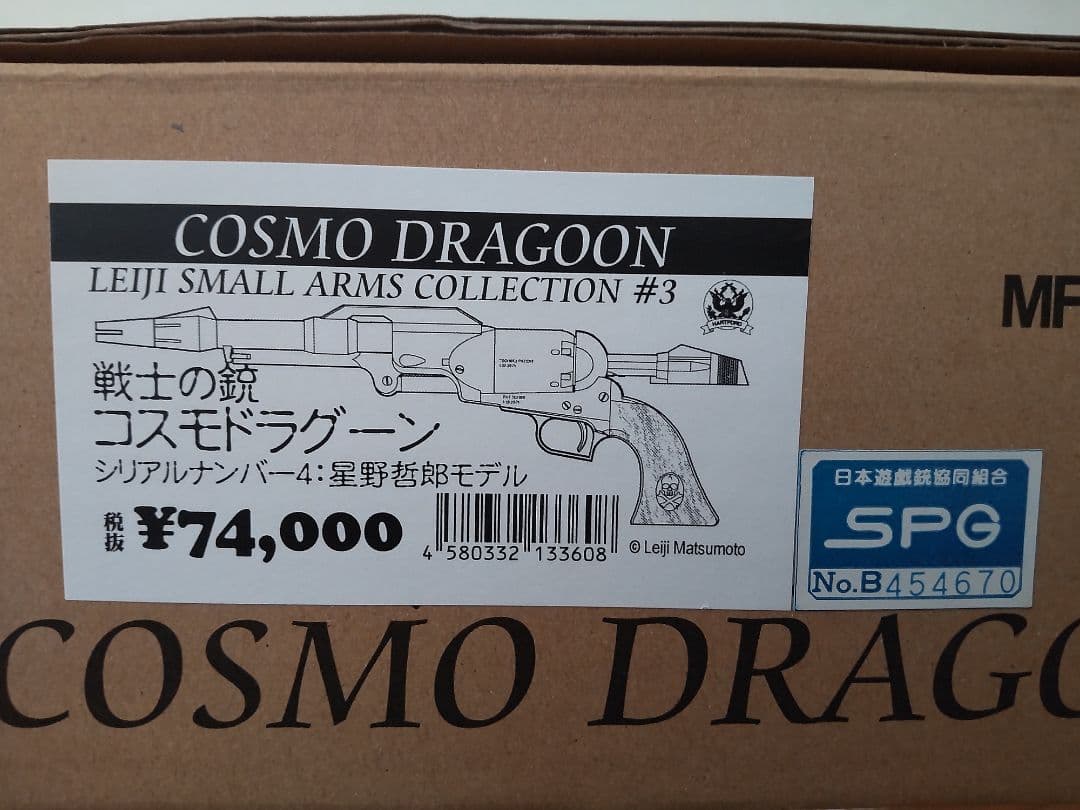 COSMO DRAGOON
LEIJI SMALL ARMS COLLECTION #3
HARTFORD
戦士の銃
コスモドラグーン
シリアルナンバー4:星野哲郎モデル
税抜 ¥74,000
4 580332 133608
© Leiji Matsumoto
MF
日本遊戯銃協同組合
SPG
No.B454670
COSMO DRAGO